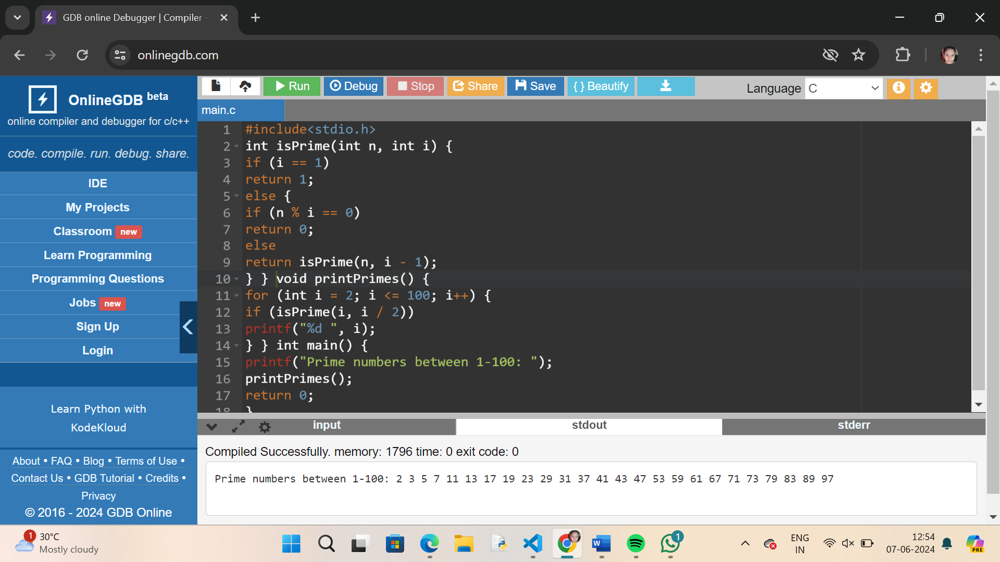 GDB online Debugger | Compiler -
onlinegdb.com
OnlineGDB beta
online compiler and debugger for c/c++
code. compile. run. debug. share.
IDE
My Projects
Classroom new
Learn Programming
Programming Questions
Jobs new
Sign Up
Login
Learn Python with
KodeKloud
About • FAQ • Blog • Terms of Use •
Contact Us • GDB Tutorial • Credits •
Privacy
© 2016 - 2024 GDB Online
Run Debug Stop Share Save { } Beautify
Language C
main.c
1 #include<stdio.h>
2 int isPrime(int n, int i) {
3 if (i == 1)
4 return 1;
5 else {
6 if (n % i == 0)
7 return 0;
8 else
9 return isPrime(n, i - 1);
10 } } void printPrimes() {
11 for (int i = 2; i <= 100; i++) {
12 if (isPrime(i, i / 2))
13 printf("%d ", i);
14 } } int main() {
15 printf("Prime numbers between 1-100: ");
16 printPrimes();
17 return 0;
18 }
input stdout stderr
Compiled Successfully. memory: 1796 time: 0 exit code: 0
Prime numbers between 1-100: 2 3 5 7 11 13 17 19 23 29 31 37 41 43 47 53 59 61 67 71 73 79 83 89 97
1
30°C
Mostly cloudy
W
1
ENG
IN
12:54
07-06-2024
PRE